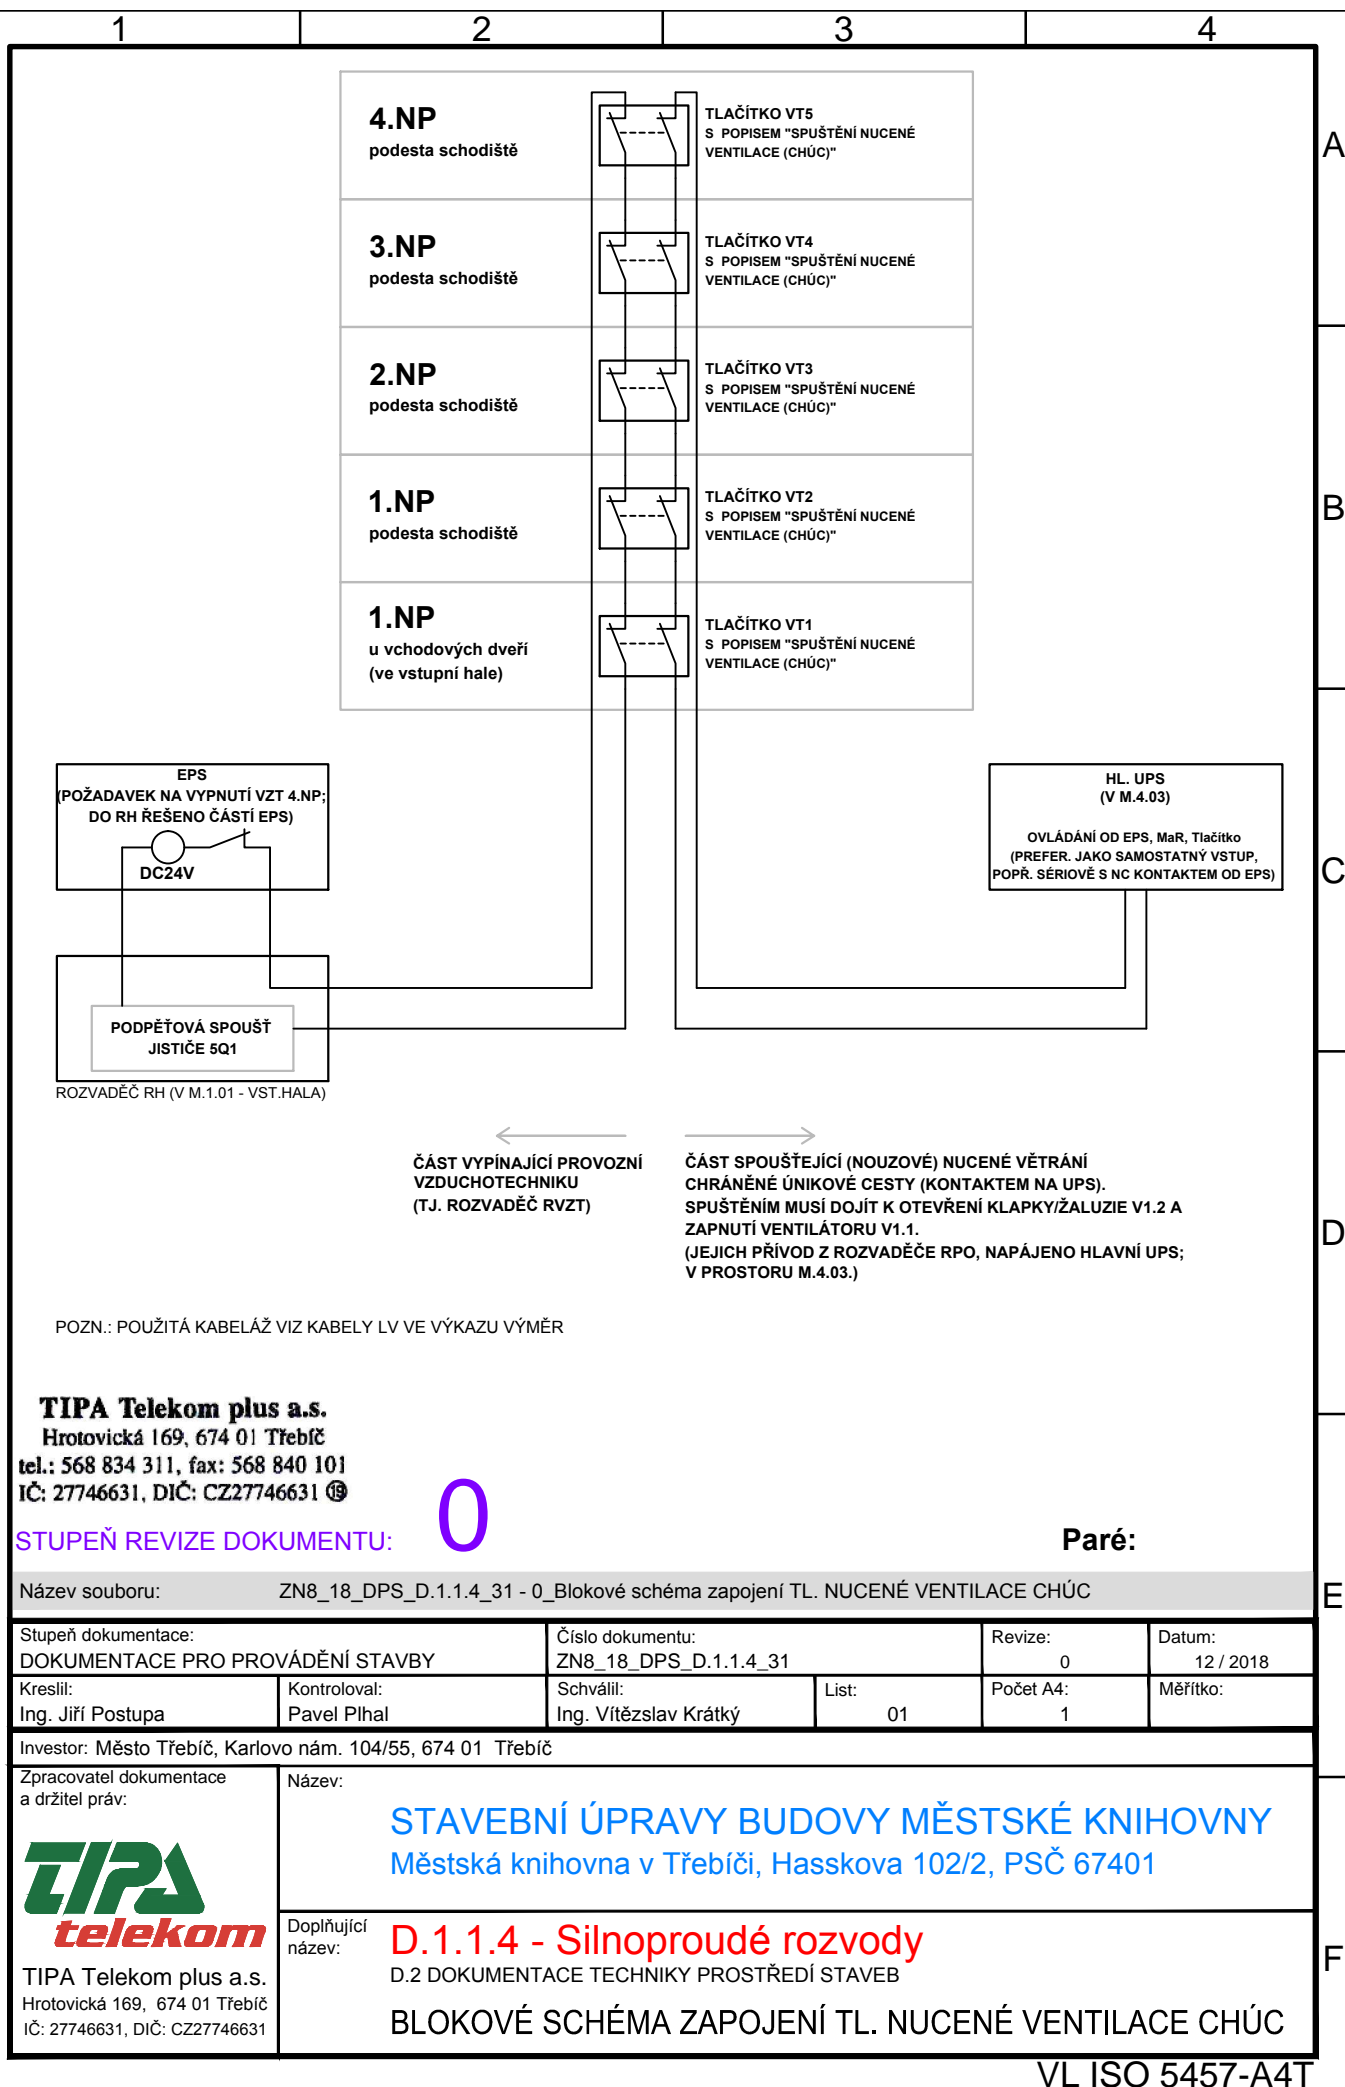 1 2 3 4
A
B
C
D
E
F
4.NP
podesta schodiště
TLAČÍTKO VT5
S POPISEM "SPUŠTĚNÍ NUCENÉ
VENTILACE (CHÚC)"
3.NP
podesta schodiště
TLAČÍTKO VT4
S POPISEM "SPUŠTĚNÍ NUCENÉ
VENTILACE (CHÚC)"
2.NP
podesta schodiště
TLAČÍTKO VT3
S POPISEM "SPUŠTĚNÍ NUCENÉ
VENTILACE (CHÚC)"
1.NP
podesta schodiště
TLAČÍTKO VT2
S POPISEM "SPUŠTĚNÍ NUCENÉ
VENTILACE (CHÚC)"
1.NP
u vchodových dveří
(ve vstupní hale)
TLAČÍTKO VT1
S POPISEM "SPUŠTĚNÍ NUCENÉ
VENTILACE (CHÚC)"
EPS
(POŽADAVEK NA VYPNUTÍ VZT 4.NP;
DO RH ŘEŠENO ČÁSTÍ EPS)
DC24V
HL. UPS
(V M.4.03)
OVLÁDÁNÍ OD EPS, MaR, Tlačítko
(PREFER. JAKO SAMOSTATNÝ VSTUP,
POPŘ. SÉRIOVĚ S NC KONTAKTEM OD EPS)
PODPĚŤOVÁ SPOUŠŤ
JISTIČE 5Q1
ROZVADĚČ RH (V M.1.01 - VST.HALA)
ČÁST VYPÍNAJÍCÍ PROVOZNÍ
VZDUCHOTECHNIKU
(TJ. ROZVADĚČ RVZT)
ČÁST SPOUŠTEJÍCÍ (NOUZOVÉ) NUCENÉ VĚTRÁNÍ
CHRÁNĚNÉ ÚNIKOVÉ CESTY (KONTAKTEM NA UPS).
SPUŠTĚNÍM MUSÍ DOJÍT K OTEVŘENÍ KLAPKY/ŽALUZIE V1.2 A
ZAPNUTÍ VENTILÁTORU V1.1.
(JEJICH PŘÍVOD Z ROZVADĚČE RPO, NAPÁJENO HLAVNÍ UPS;
V PROSTORU M.4.03.)
POZN.: POUŽITÁ KABELÁŽ VIZ KABELY LV VE VÝKAZU VÝMĚR
TIPA Telekom plus a.s.
Hrotovická 169, 674 01 Třebíč
tel.: 568 834 311, fax: 568 840 101
IČ: 27746631, DIČ: CZ27746631 ⑲
STUPEŇ REVIZE DOKUMENTU: 0
Paré:
Název souboru: ZN8_18_DPS_D.1.1.4_31 - 0_Blokové schéma zapojení TL. NUCENÉ VENTILACE CHÚC
Stupeň dokumentace:
DOKUMENTACE PRO PROVÁDĚNÍ STAVBY
Číslo dokumentu:
ZN8_18_DPS_D.1.1.4_31
Revize:
0
Datum:
12 / 2018
Kreslil:
Ing. Jiří Postupa
Kontroloval:
Pavel Plhal
Schválil:
Ing. Vítězslav Krátký
List:
01
Počet A4:
1
Měřítko:
Investor: Město Třebíč, Karlovo nám. 104/55, 674 01 Třebíč
Zpracovatel dokumentace
a držitel práv:
TIPA
telekom
TIPA Telekom plus a.s.
Hrotovická 169, 674 01 Třebíč
IČ: 27746631, DIČ: CZ27746631
Název:
STAVEBNÍ ÚPRAVY BUDOVY MĚSTSKÉ KNIHOVNY
Městská knihovna v Třebíči, Hasskova 102/2, PSČ 67401
Doplňující
název:
D.1.1.4 - Silnoproudé rozvody
D.2 DOKUMENTACE TECHNIKY PROSTŘEDÍ STAVEB
BLOKOVÉ SCHÉMA ZAPOJENÍ TL. NUCENÉ VENTILACE CHÚC
VL ISO 5457-A4T